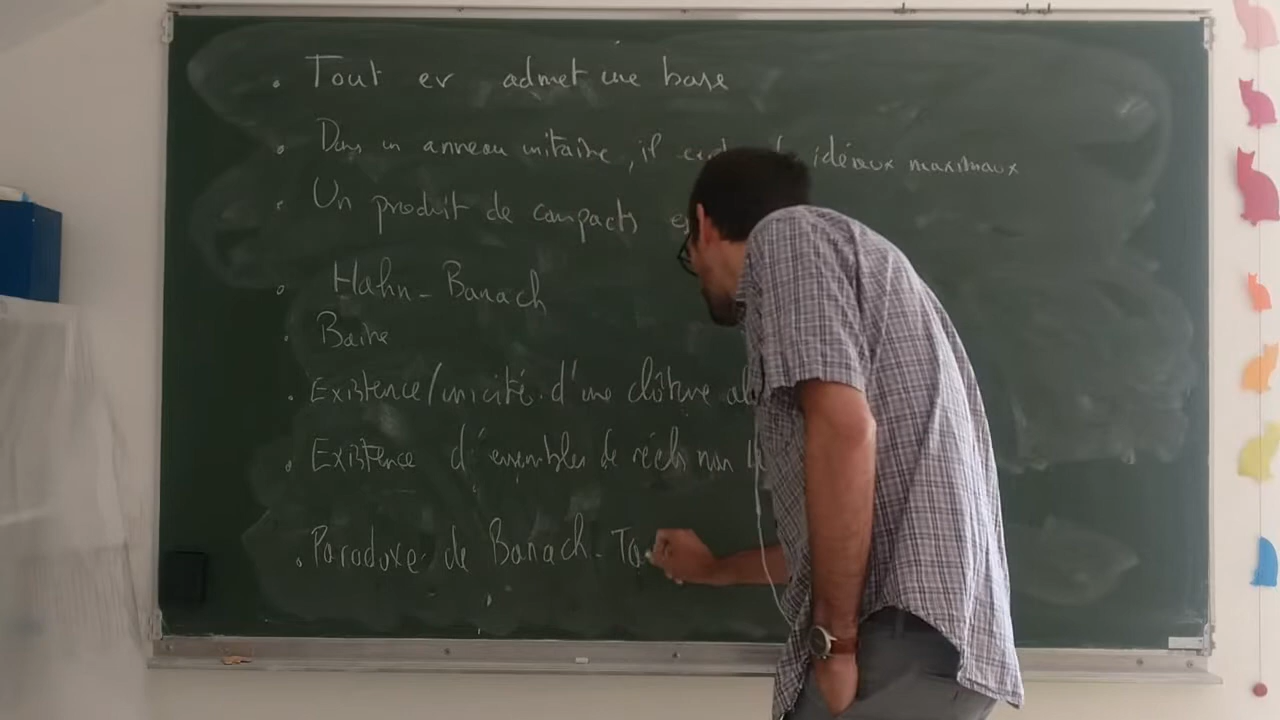 . Tout ev admet une base
. Dans un anneau unitaire, il idéaux maximaux
. Un produit de compacts
. Hahn-Banach
. Baire
. Existence/unicité d'une clôture
. Existence d'ensembles de réels non
. Paradoxe de Banach-Ta